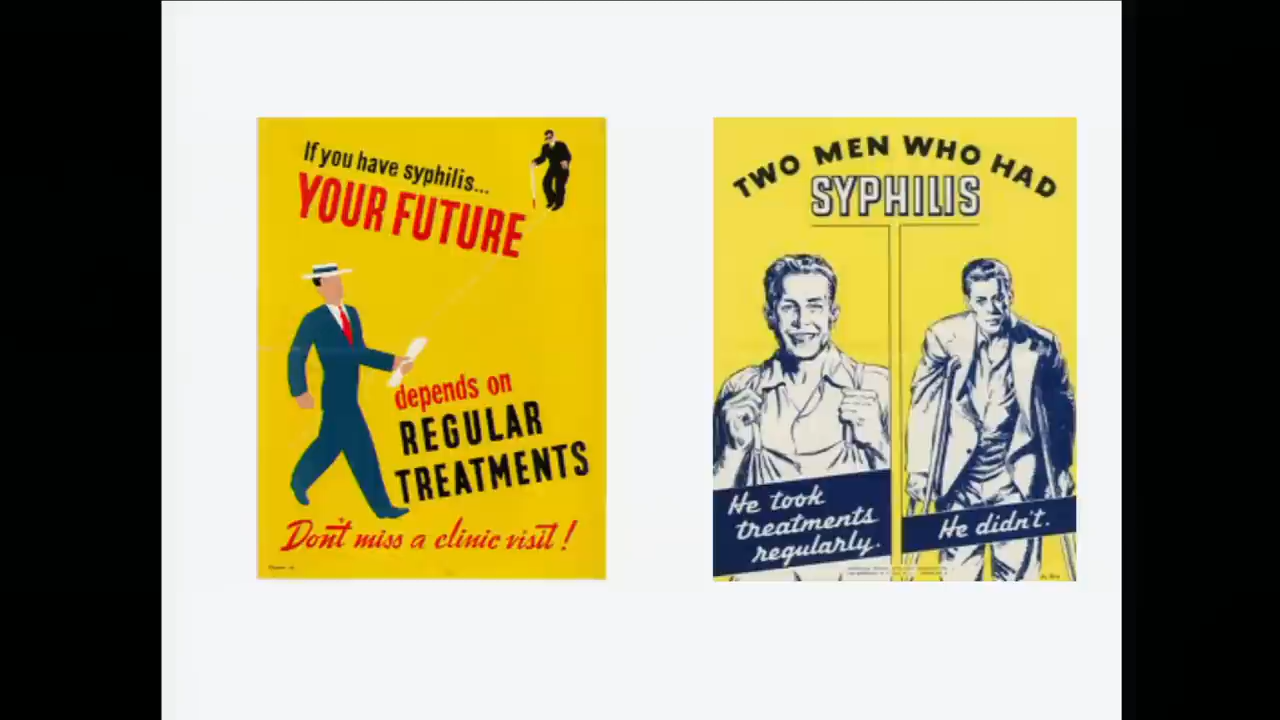 If you have syphilis...
YOUR FUTURE
depends on
REGULAR
TREATMENTS
Don't miss a clinic visit!
TWO MEN WHO HAD
SYPHILIS
He took
treatments
regularly.
He didn't.